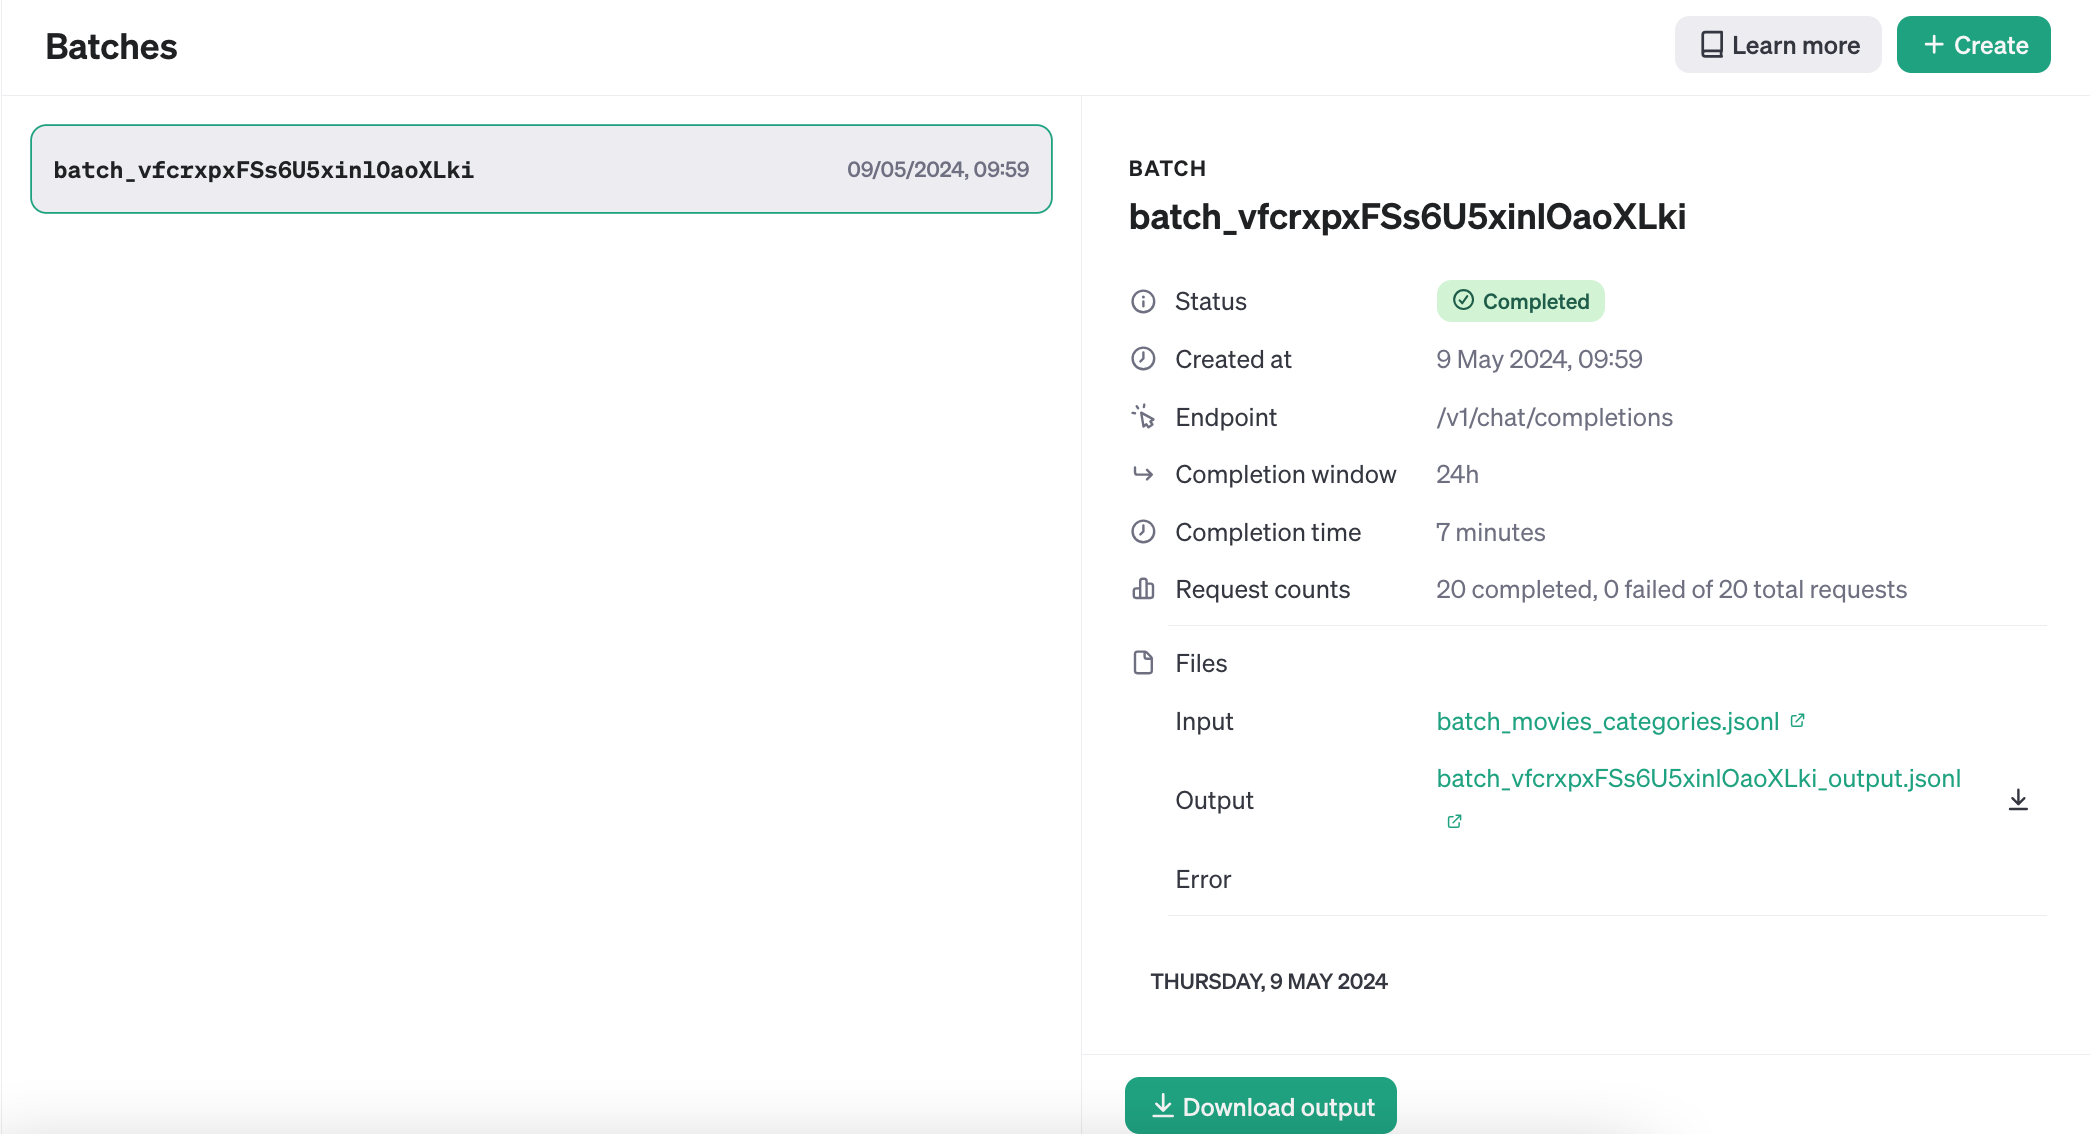 Batches
Learn more
+ Create
batch_vfcrxpxFSs6U5xinlOaoXLki
09/05/2024, 09:59
BATCH
batch_vfcrxpxFSs6U5xinlOaoXLki
Status
Completed
Created at
9 May 2024, 09:59
Endpoint
/v1/chat/completions
Completion window
24h
Completion time
7 minutes
Request counts
20 completed, 0 failed of 20 total requests
Files
Input
batch_movies_categories.jsonl
Output
batch_vfcrxpxFSs6U5xinlOaoXLki_output.jsonl
Error
THURSDAY, 9 MAY 2024
Download output